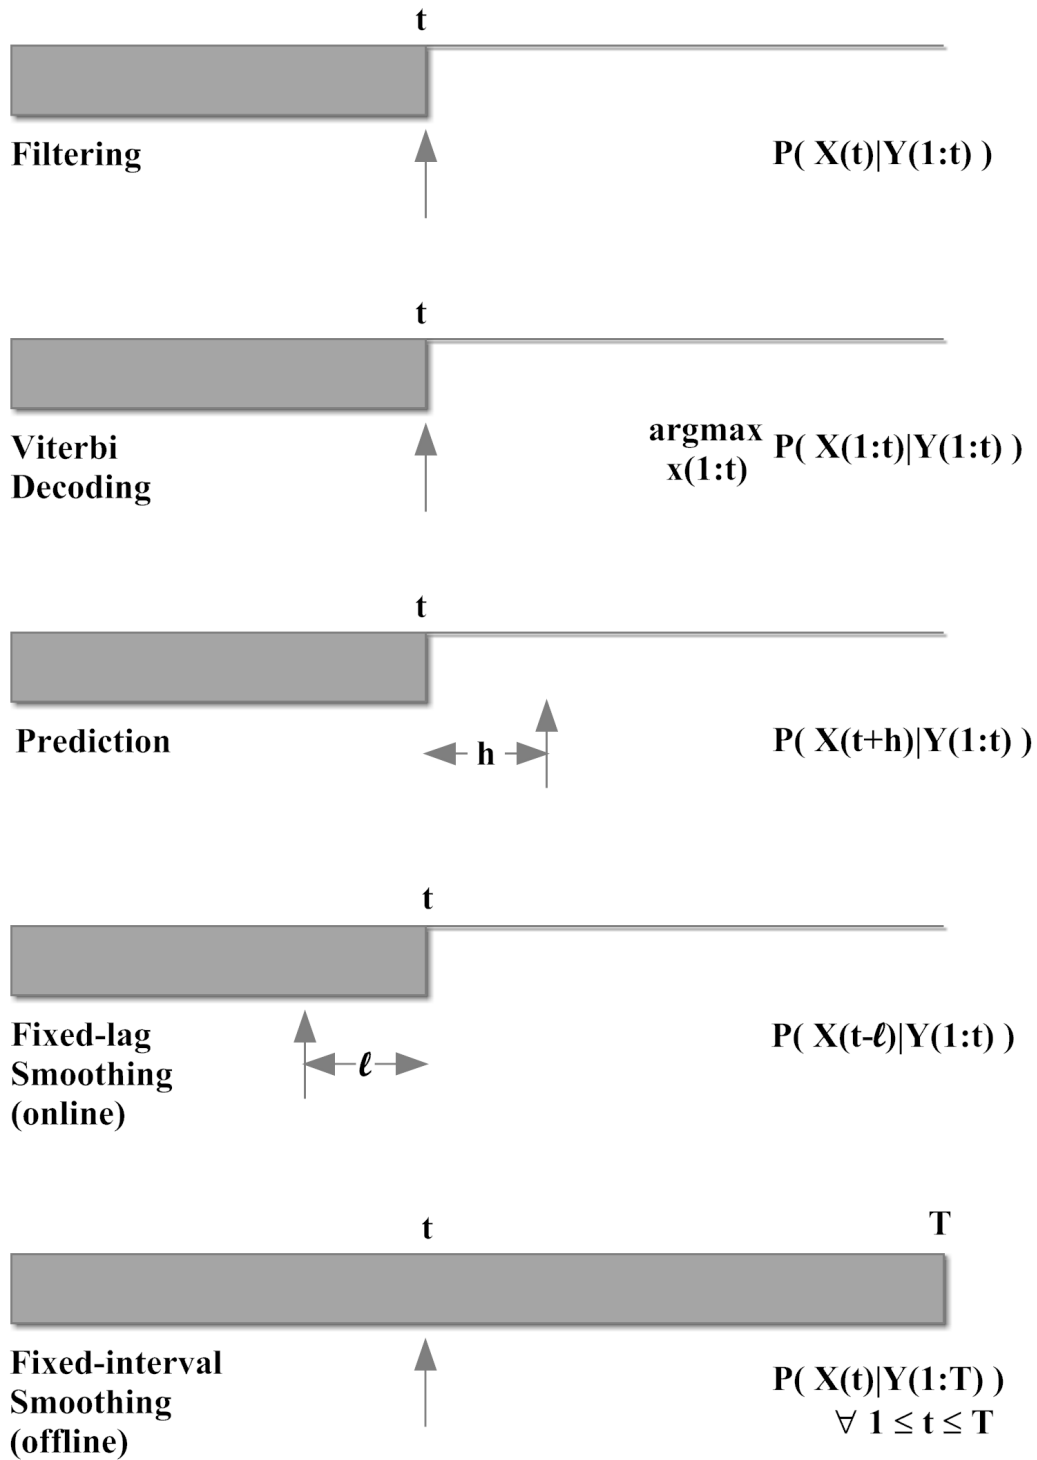 t
Filtering
P( X(t)|Y(1:t) )
t
Viterbi
Decoding
argmax
x(1:t)
P( X(1:t)|Y(1:t) )
t
Prediction
h
P( X(t+h)|Y(1:t) )
t
Fixed-lag
Smoothing
(online)
ℓ
P( X(t-ℓ)|Y(1:t) )
t
T
Fixed-interval
Smoothing
(offline)
P( X(t)|Y(1:T) )
∀ 1 ≤ t ≤ T